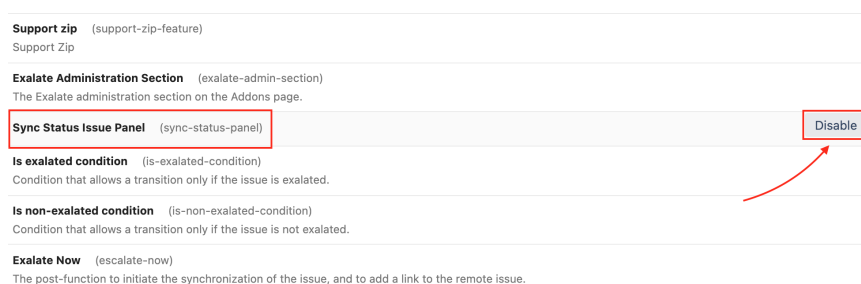 Support zip (support-zip-feature)
Support Zip
Exalate Administration Section (exalate-admin-section)
The Exalate administration section on the Addons page.
Sync Status Issue Panel (sync-status-panel)
Disable
Is exalated condition (is-exalated-condition)
Condition that allows a transition only if the issue is exalated.
Is non-exalated condition (is-non-exalated-condition)
Condition that allows a transition only if the issue is not exalated.
Exalate Now (escalate-now)
The post-function to initiate the synchronization of the issue, and to add a link to the remote issue.